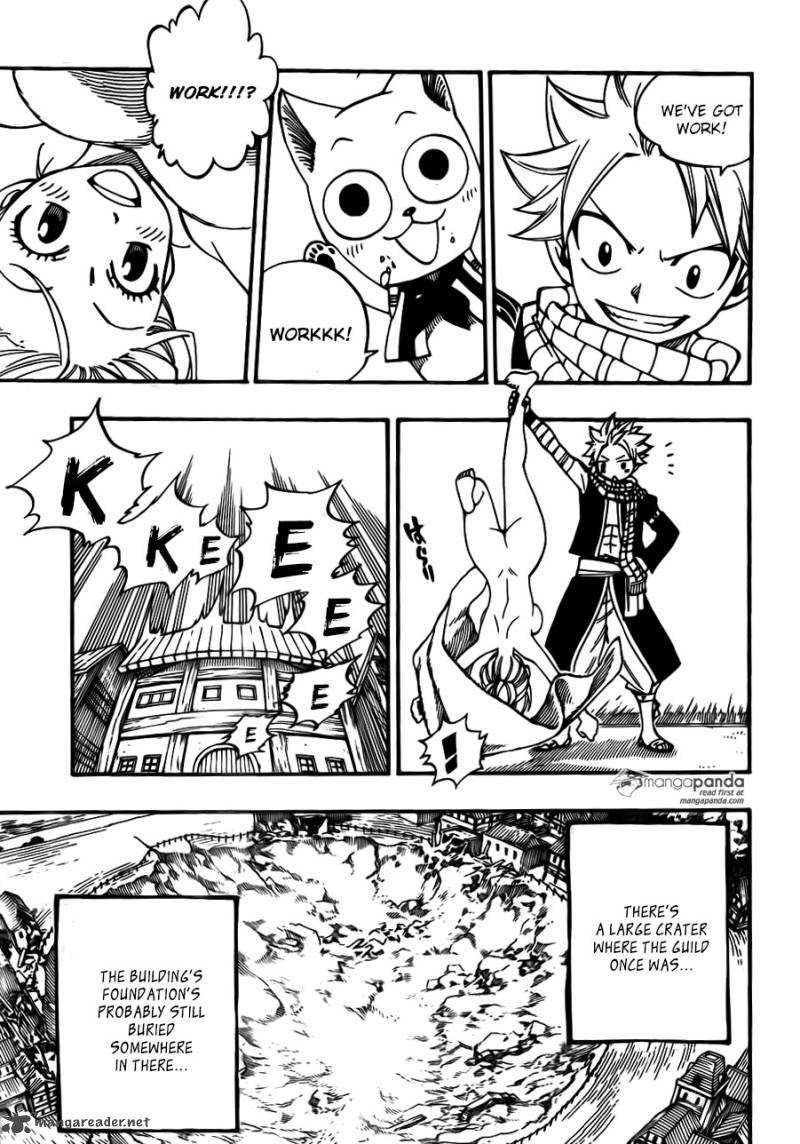 WE'VE GOT
WORK!
WORKKK!
WORK!!!?
!
K
K E E
E
E
E
mangapanda
read first at
mangapanda.com
THERE'S
A LARGE CRATER
WHERE THE GUILD
ONCE WAS...
THE BUILDING'S
FOUNDATION'S
PROBABLY STILL
BURIED
SOMEWHERE
IN THERE...
mangareader.net